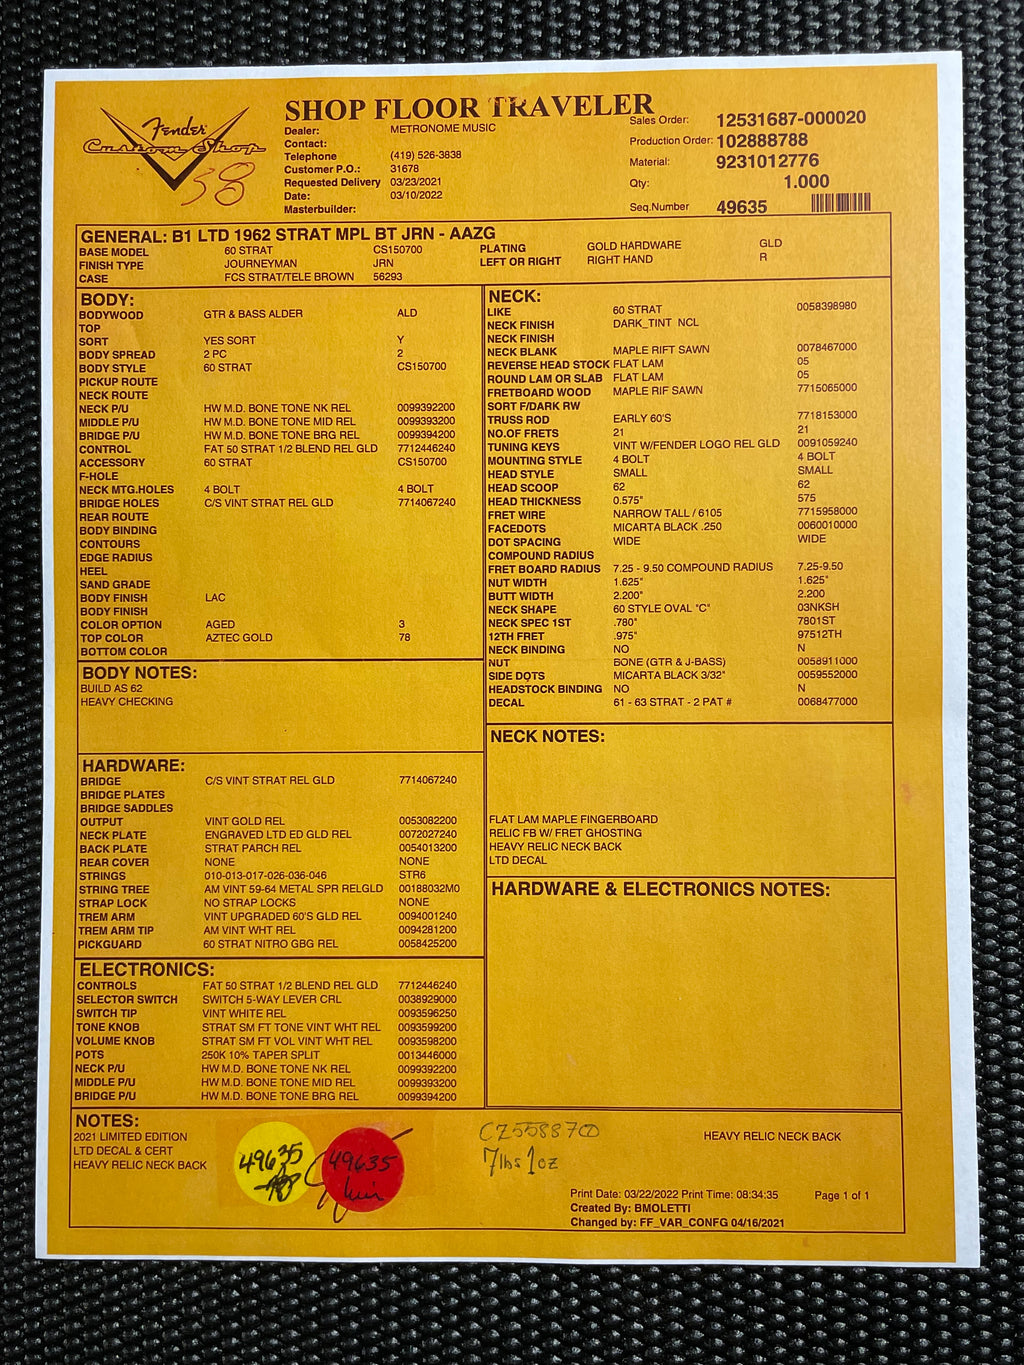 SHOP FLOOR TRAVELER
Fender
Custom Shop
58
Dealer: METRONOME MUSIC
Contact:
Telephone (419) 526-3838
Customer P.O.: 31678
Requested Delivery 03/23/2021
Date: 03/10/2022
Masterbuilder:
Sales Order: 12531687-000020
Production Order: 102888788
Material: 9231012776
Qty: 1.000
Seq.Number 49635
GENERAL: B1 LTD 1962 STRAT MPL BT JRN - AAZG
BASE MODEL 60 STRAT CS150700 PLATING GOLD HARDWARE GLD
FINISH TYPE JOURNEYMAN JRN LEFT OR RIGHT RIGHT HAND R
CASE FCS STRAT/TELE BROWN 56293
BODY:
BODYWOOD GTR & BASS ALDER ALD
TOP
SORT YES SORT Y
BODY SPREAD 2 PC 2
BODY STYLE 60 STRAT CS150700
PICKUP ROUTE
NECK ROUTE
NECK P/U HW M.D. BONE TONE NK REL 0099392200
MIDDLE P/U HW M.D. BONE TONE MID REL 0099393200
BRIDGE P/U HW M.D. BONE TONE BRG REL 0099394200
CONTROL FAT 50 STRAT 1/2 BLEND REL GLD 7712446240
ACCESSORY 60 STRAT CS150700
F-HOLE
NECK MTG.HOLES 4 BOLT 4 BOLT
BRIDGE HOLES C/S VINT STRAT REL GLD 7714067240
REAR ROUTE
BODY BINDING
CONTOURS
EDGE RADIUS
HEEL
SAND GRADE
BODY FINISH LAC
BODY FINISH
COLOR OPTION AGED 3
TOP COLOR AZTEC GOLD 78
BOTTOM COLOR
BODY NOTES:
BUILD AS 62
HEAVY CHECKING
HARDWARE:
BRIDGE C/S VINT STRAT REL GLD 7714067240
BRIDGE PLATES
BRIDGE SADDLES
OUTPUT VINT GOLD REL 0053082200
NECK PLATE ENGRAVED LTD ED GLD REL 0072027240
BACK PLATE STRAT PARCH REL 0054013200
REAR COVER NONE NONE
STRINGS 010-013-017-026-036-046 STR6
STRING TREE AM VINT 59-64 METAL SPR RELGLD 00188032M0
STRAP LOCK NO STRAP LOCKS NONE
TREM ARM VINT UPGRADED 60'S GLD REL 0094001240
TREM ARM TIP AM VINT WHT REL 0094281200
PICKGUARD 60 STRAT NITRO GBG REL 0058425200
ELECTRONICS:
CONTROLS FAT 50 STRAT 1/2 BLEND REL GLD 7712446240
SELECTOR SWITCH SWITCH 5-WAY LEVER CRL 0038929000
SWITCH TIP VINT WHITE REL 0093596250
TONE KNOB STRAT SM FT TONE VINT WHT REL 0093599200
VOLUME KNOB STRAT SM FT VOL VINT WHT REL 0093598200
POTS 250K 10% TAPER SPLIT 0013446000
NECK P/U HW M.D. BONE TONE NK REL 0099392200
MIDDLE P/U HW M.D. BONE TONE MID REL 0099393200
BRIDGE P/U HW M.D. BONE TONE BRG REL 0099394200
NECK:
LIKE 60 STRAT 0058398980
NECK FINISH DARK_TINT NCL
NECK FINISH
NECK BLANK MAPLE RIFT SAWN 0078467000
REVERSE HEAD STOCK FLAT LAM 05
ROUND LAM OR SLAB FLAT LAM 05
FRETBOARD WOOD MAPLE RIF SAWN 7715065000
SORT F/DARK RW
TRUSS ROD EARLY 60'S 7718153000
NO.OF FRETS 21 21
TUNING KEYS VINT W/FENDER LOGO REL GLD 0091059240
MOUNTING STYLE 4 BOLT 4 BOLT
HEAD STYLE SMALL SMALL
HEAD SCOOP 62 62
HEAD THICKNESS 0.575" 575
FRET WIRE NARROW TALL / 6105 7715958000
FACEDOTS MICARTA BLACK .250 0060010000
DOT SPACING WIDE WIDE
COMPOUND RADIUS
FRET BOARD RADIUS 7.25 - 9.50 COMPOUND RADIUS 7.25-9.50
NUT WIDTH 1.625" 1.625"
BUTT WIDTH 2.200" 2.200
NECK SHAPE 60 STYLE OVAL "C" 03NKSH
NECK SPEC 1ST .780" 7801ST
12TH FRET .975" 97512TH
NECK BINDING NO N
NUT BONE (GTR & J-BASS) 0058911000
SIDE DOTS MICARTA BLACK 3/32" 0059552000
HEADSTOCK BINDING NO N
DECAL 61 - 63 STRAT - 2 PAT # 0068477000
NECK NOTES:
FLAT LAM MAPLE FINGERBOARD
RELIC FB W/ FRET GHOSTING
HEAVY RELIC NECK BACK
LTD DECAL
HARDWARE & ELECTRONICS NOTES:
NOTES:
2021 LIMITED EDITION
LTD DECAL & CERT
HEAVY RELIC NECK BACK
49635
49635
CZ558870
7lbs 1oz
HEAVY RELIC NECK BACK
Print Date: 03/22/2022 Print Time: 08:34:35 Page 1 of 1
Created By: BMOLETTI
Changed by: FF_VAR_CONFG 04/16/2021